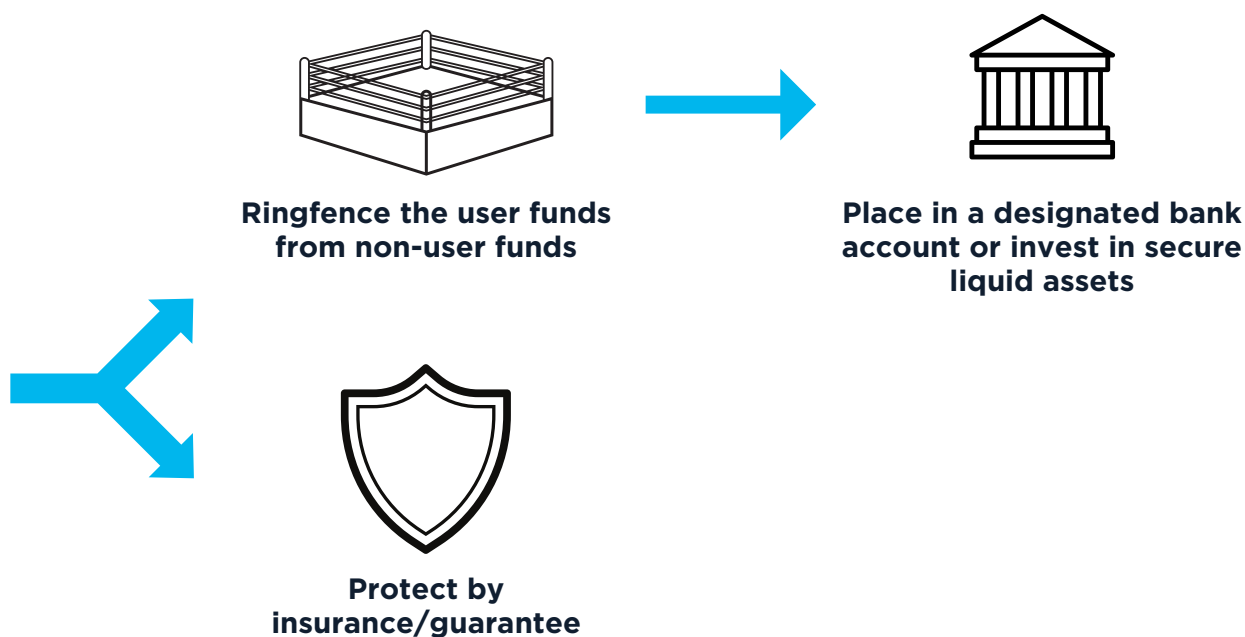 Ringfence the user funds
from non-user funds
Place in a designated bank
account or invest in secure
liquid assets
Protect by
insurance/guarantee